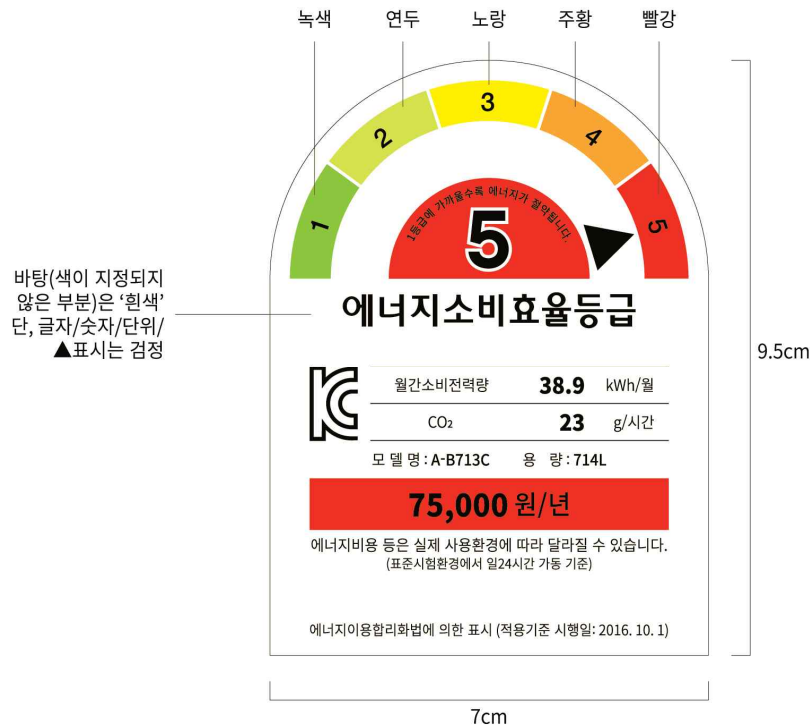 녹색 연두 노랑 주황 빨강
1 2 3 4 5
1등급에 가까울수록 에너지가 절약됩니다.
5
에너지소비효율등급
바탕(색이 지정되지
않은 부분)은 ‘흰색’
단, 글자/숫자/단위/
▲표시는 검정
9.5cm
월간소비전력량 38.9 kWh/월
CO₂ 23 g/시간
모 델 명 : A-B713C 용 량 : 714L
75,000 원/년
에너지비용 등은 실제 사용환경에 따라 달라질 수 있습니다.
(표준시험환경에서 일24시간 가동 기준)
에너지이용합리화법에 의한 표시 (적용기준 시행일: 2016. 10. 1)
7cm